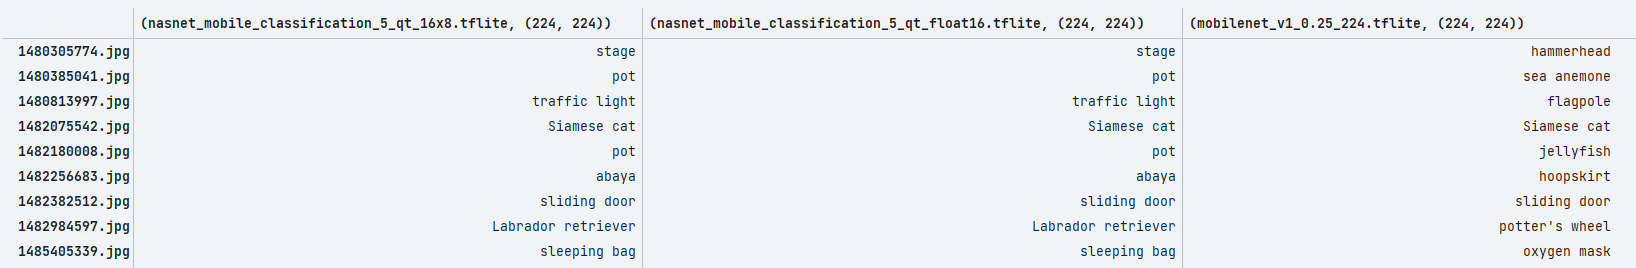 (nasnet_mobile_classification_5_qt_16x8.tflite, (224, 224)) (nasnet_mobile_classification_5_qt_float16.tflite, (224, 224)) (mobilenet_v1_0.25_224.tflite, (224, 224))
1480305774.jpg stage stage hammerhead
1480385041.jpg pot pot sea anemone
1480813997.jpg traffic light traffic light flagpole
1482075542.jpg Siamese cat Siamese cat Siamese cat
1482180008.jpg pot pot jellyfish
1482256683.jpg abaya abaya hoopskirt
1482382512.jpg sliding door sliding door sliding door
1482984597.jpg Labrador retriever Labrador retriever potter's wheel
1485405339.jpg sleeping bag sleeping bag oxygen mask